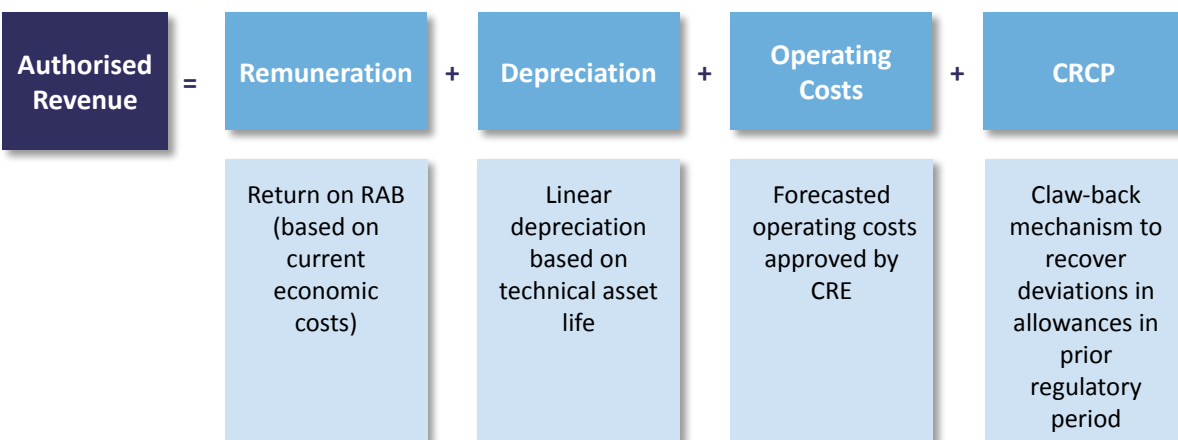 Authorised
Revenue
=
Remuneration
+
Depreciation
+
Operating
Costs
+
CRCP
Return on RAB
(based on
current
economic
costs)
Linear
depreciation
based on
technical asset
life
Forecasted
operating costs
approved by
CRE
Claw-back
mechanism to
recover
deviations in
allowances in
prior
regulatory
period